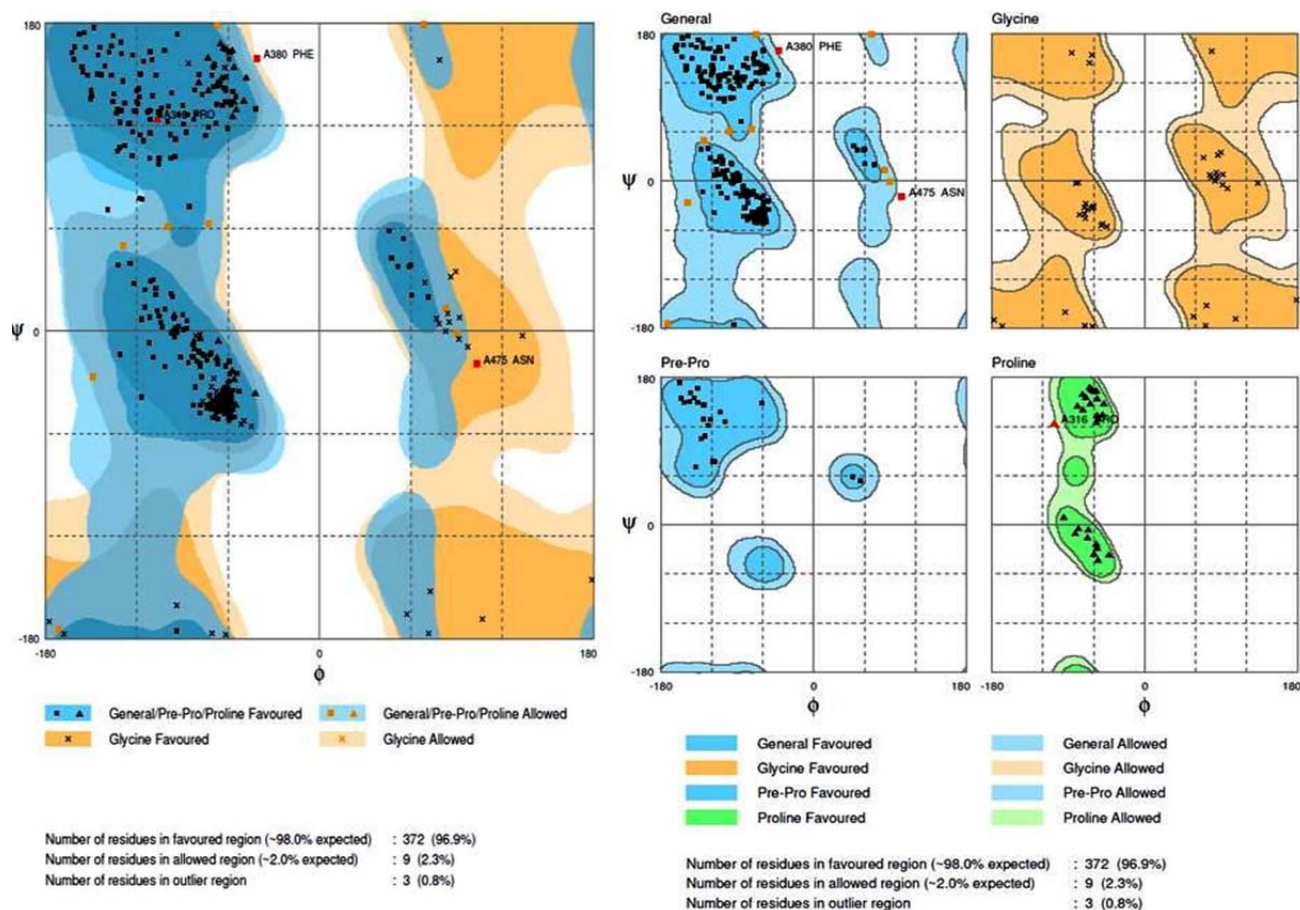 180
A380 PHE
ψ
0
A475 ASN
-180
-180
0
180
ϕ
General/Pre-Pro/Proline Favoured
General/Pre-Pro/Proline Allowed
Glycine Favoured
Glycine Allowed
Number of residues in favoured region (~98.0% expected) : 372 (96.9%)
Number of residues in allowed region (~2.0% expected) : 9 (2.3%)
Number of residues in outlier region : 3 (0.8%)
General
Glycine
180
A380 PHE
ψ
0
A475 ASN
-180
Pre-Pro
Proline
180
A316 PRO
ψ
0
-180
-180
0
180
-180
0
180
ϕ
ϕ
General Favoured
General Allowed
Glycine Favoured
Glycine Allowed
Pre-Pro Favoured
Pre-Pro Allowed
Proline Favoured
Proline Allowed
Number of residues in favoured region (~98.0% expected) : 372 (96.9%)
Number of residues in allowed region (~2.0% expected) : 9 (2.3%)
Number of residues in outlier region : 3 (0.8%)